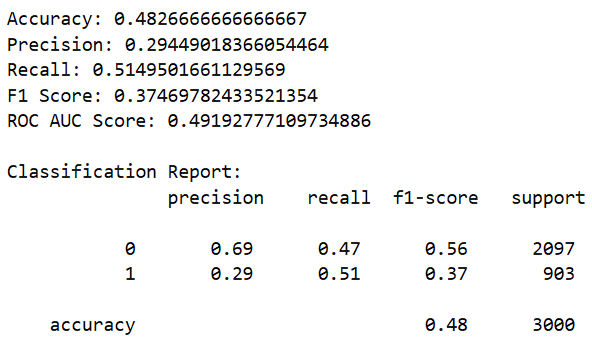 Accuracy: 0.4826666666666667
Precision: 0.29449018366054464
Recall: 0.5149501661129569
F1 Score: 0.37469782433521354
ROC AUC Score: 0.49192777109734886
Classification Report:
precision recall f1-score support
0 0.69 0.47 0.56 2097
1 0.29 0.51 0.37 903
accuracy 0.48 3000